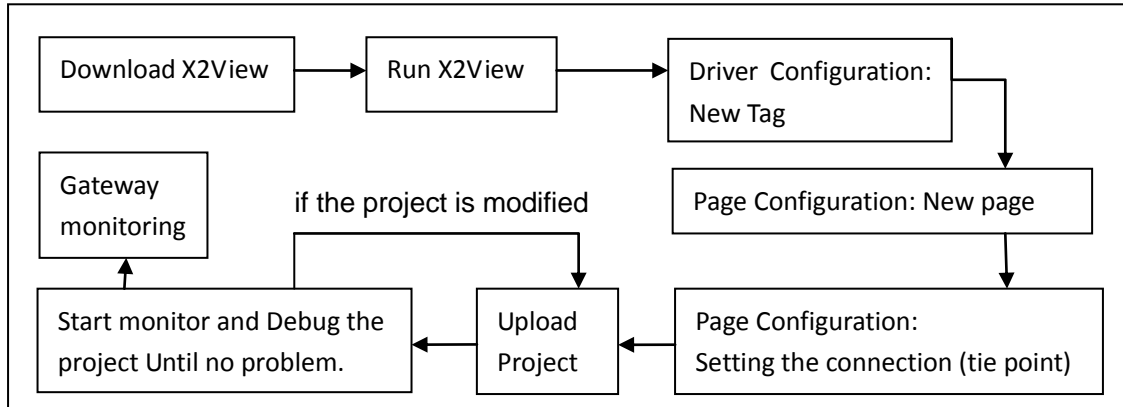 Download X2View
Run X2View
Driver Configuration:
New Tag
Page Configuration: New page
Page Configuration:
Setting the connection (tie point)
Upload
Project
if the project is modified
Start monitor and Debug the
project Until no problem.
Gateway
monitoring